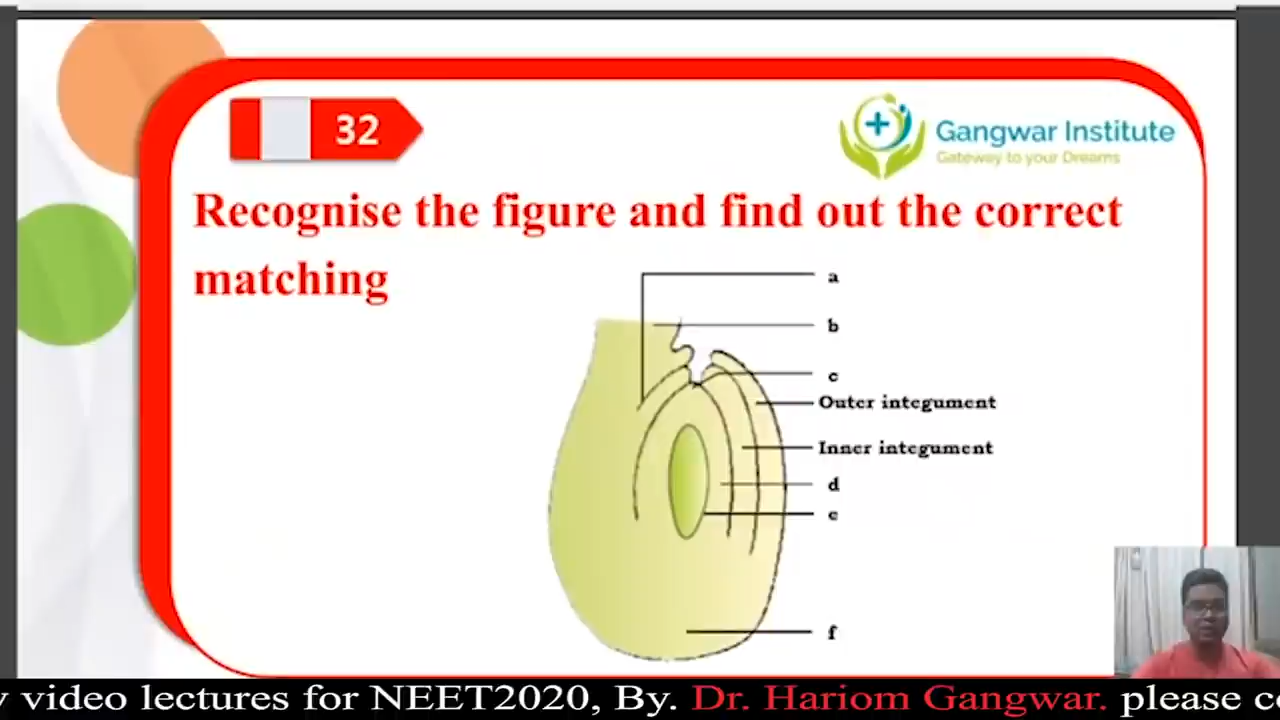 32
Gangwar Institute
Gateway to your Dreams
Recognise the figure and find out the correct
matching
a
b
c
Outer integument
Inner integument
d
e
f
y video lectures for NEET2020, By. Dr. Hariom Gangwar. please co